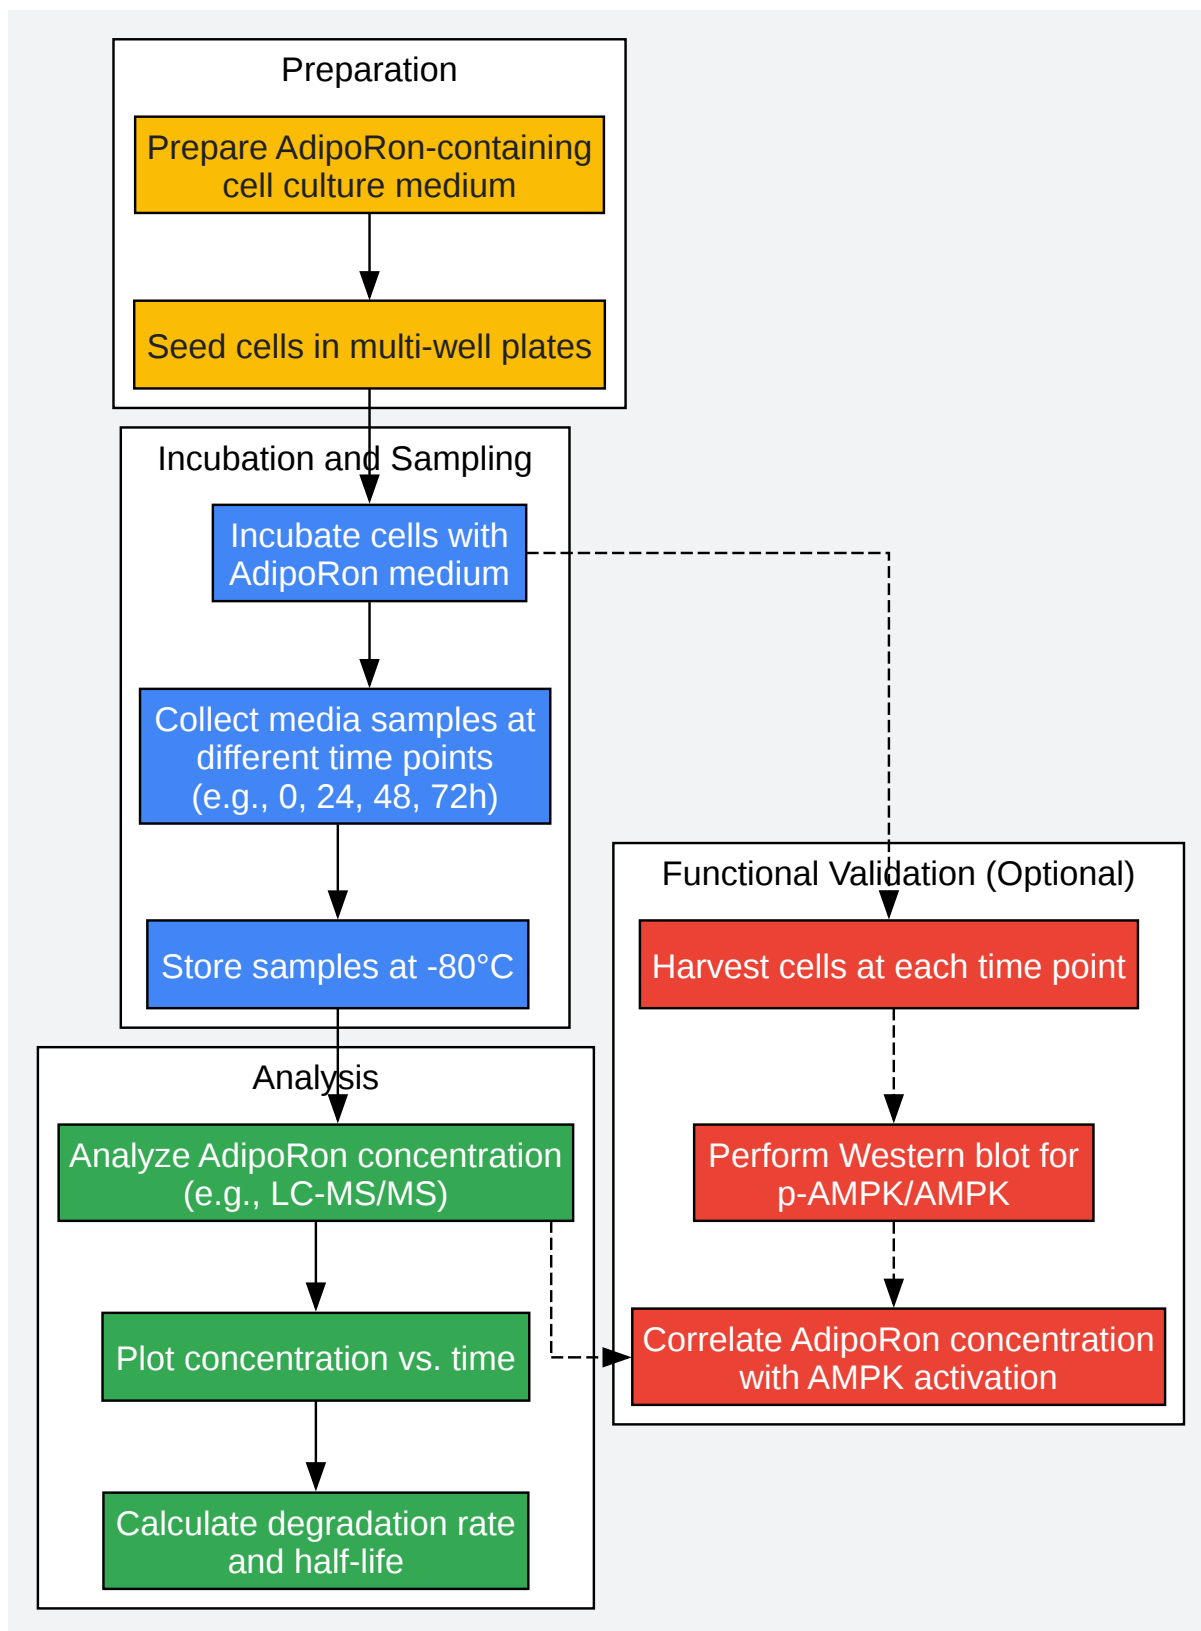 Preparation
Prepare AdipoRon-containing
cell culture medium
Seed cells in multi-well plates
Incubation and Sampling
Incubate cells with
AdipoRon medium
Collect media samples at
different time points
(e.g., 0, 24, 48, 72h)
Store samples at -80°C
Analysis
Analyze AdipoRon concentration
(e.g., LC-MS/MS)
Plot concentration vs. time
Calculate degradation rate
and half-life
Functional Validation (Optional)
Harvest cells at each time point
Perform Western blot for
p-AMPK/AMPK
Correlate AdipoRon concentration
with AMPK activation